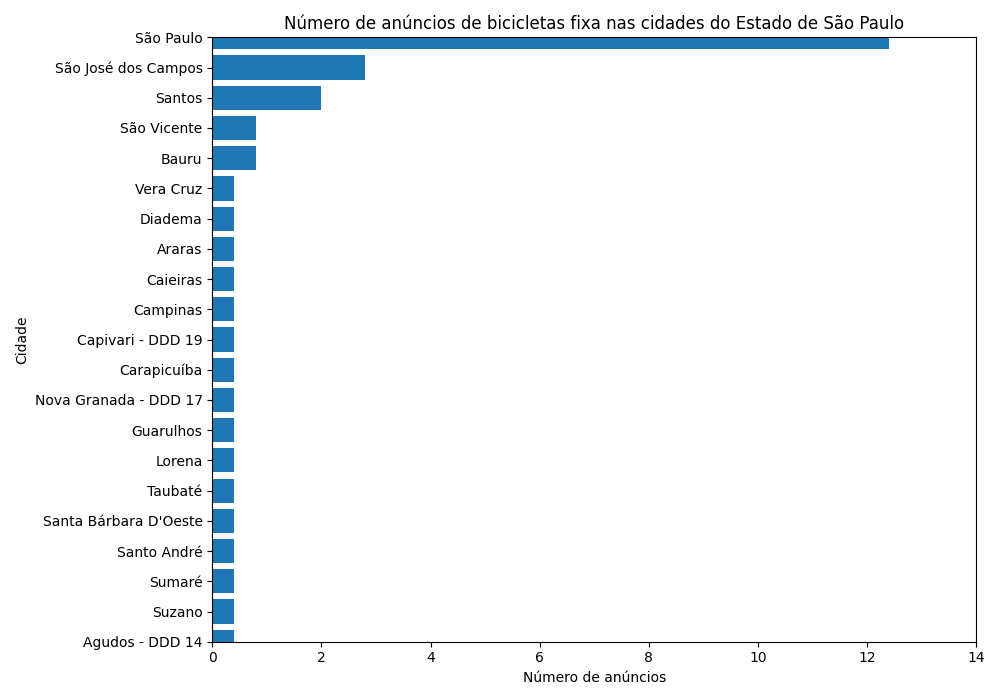 Número de anúncios de bicicletas fixa nas cidades do Estado de São Paulo
São Paulo
São José dos Campos
Santos
São Vicente
Bauru
Vera Cruz
Diadema
Araras
Caieiras
Campinas
Capivari - DDD 19
Carapicuíba
Nova Granada - DDD 17
Guarulhos
Lorena
Taubaté
Santa Bárbara D'Oeste
Santo André
Sumaré
Suzano
Agudos - DDD 14
Cidade
0 2 4 6 8 10 12 14
Número de anúncios